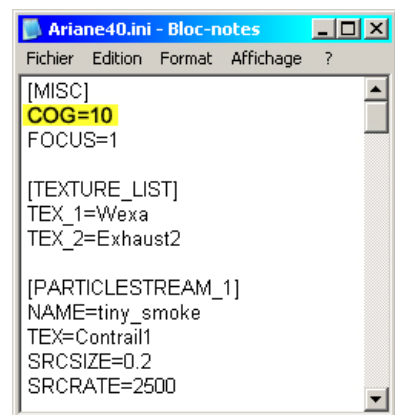 Ariane40.ini - Bloc-notes
Fichier Edition Format Affichage ?
[MISC]
COG=10
FOCUS=1
[TEXTURE_LIST]
TEX_1=Wexa
TEX_2=Exhaust2
[PARTICLESTREAM_1]
NAME=tiny_smoke
TEX=Contrail1
SRCSIZE=0.2
SRCRATE=2500